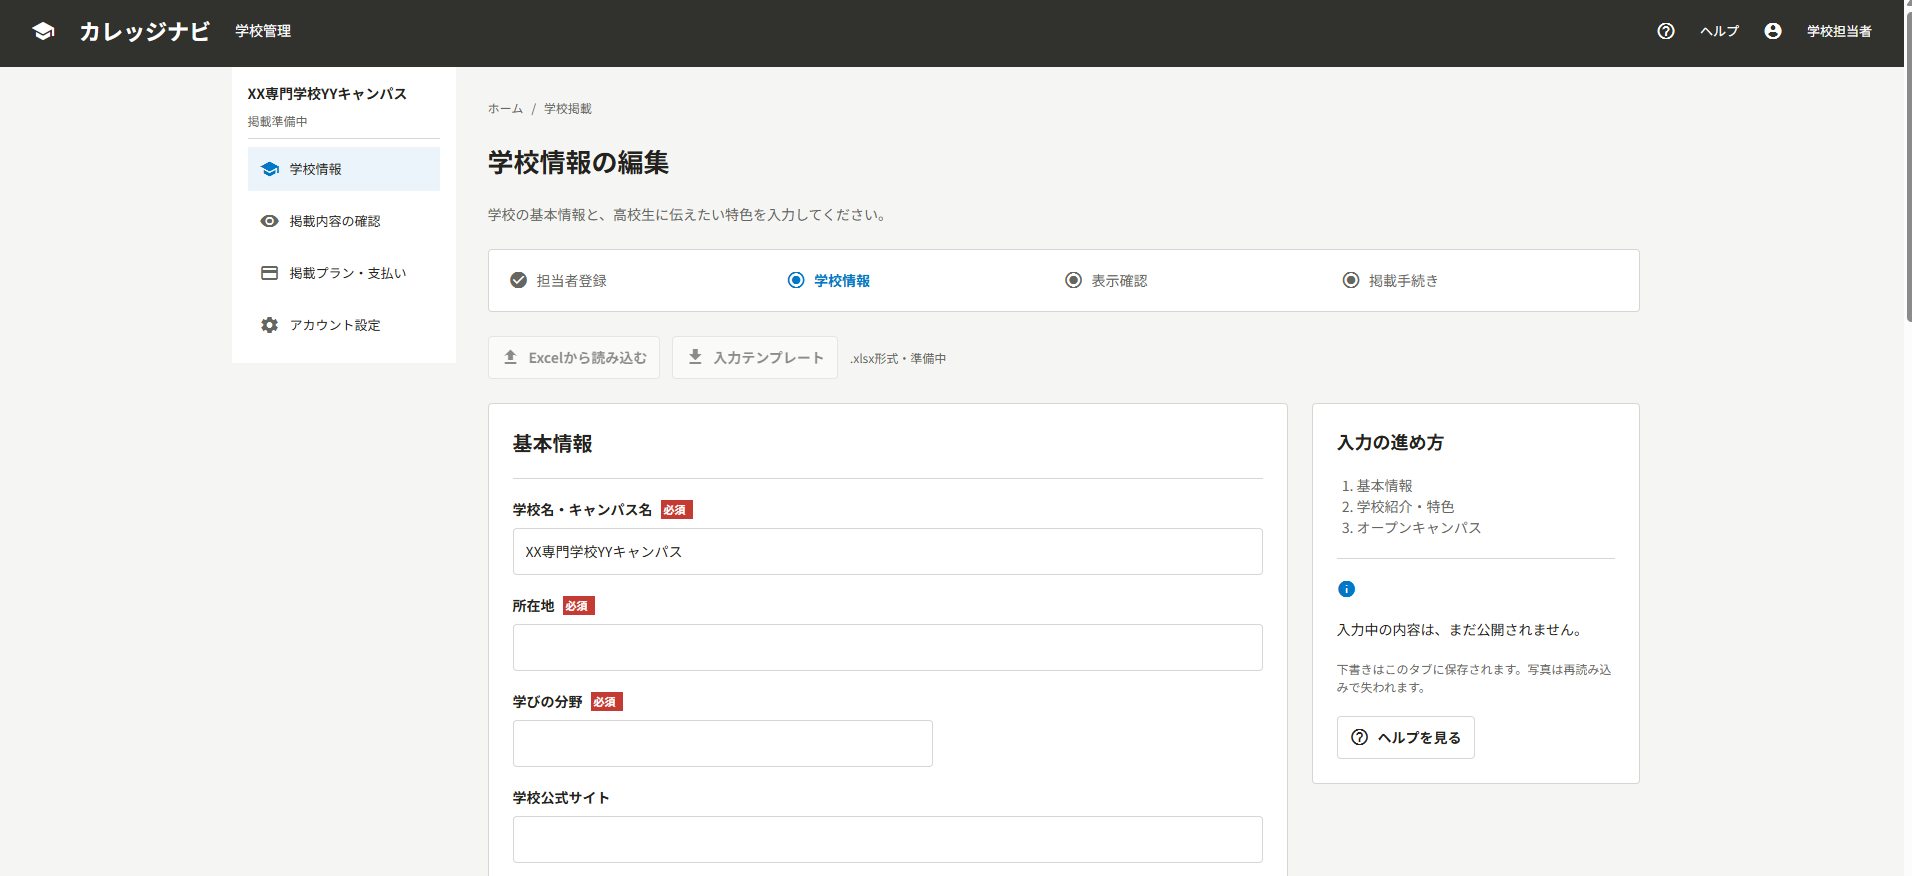 カレッジナビ 学校管理 ヘルプ 学校担当者
XX専門学校YYキャンパス
掲載準備中
学校情報
掲載内容の確認
掲載プラン・支払い
アカウント設定
ホーム / 学校掲載
学校情報の編集
学校の基本情報と、高校生に伝えたい特色を入力してください。
担当者登録 学校情報 表示確認 掲載手続き
Excelから読み込む 入力テンプレート .xlsx形式・準備中
基本情報
学校名・キャンパス名 必須
XX専門学校YYキャンパス
所在地 必須
学びの分野 必須
学校公式サイト
入力の進め方
1. 基本情報
2. 学校紹介・特色
3. オープンキャンパス
入力中の内容は、まだ公開されません。
下書きはこのタブに保存されます。写真は再読み込
みで失われます。
ヘルプを見る